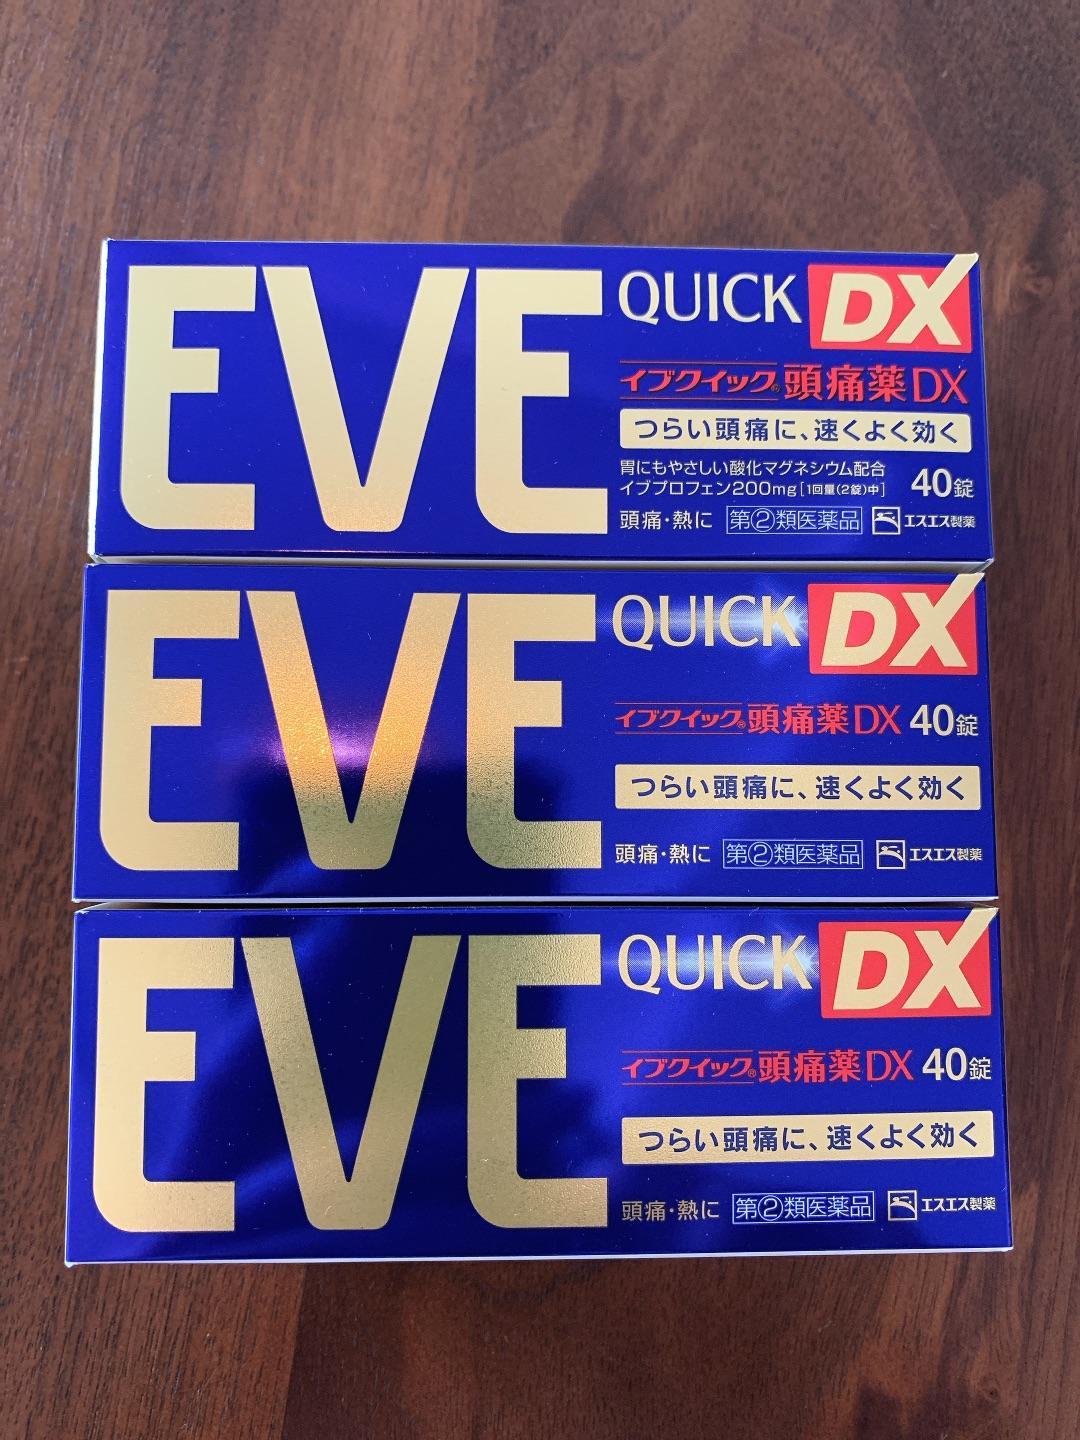 EVE QUICK DX
イブクイック®頭痛薬DX
つらい頭痛に、速くよく効く
胃にもやさしい酸化マグネシウム配合
イブプロフェン200mg[1回量(2錠)中] 40錠
頭痛・熱に 第②類医薬品 エスエス製薬
EVE QUICK DX
イブクイック®頭痛薬DX 40錠
つらい頭痛に、速くよく効く
頭痛・熱に 第②類医薬品 エスエス製薬
EVE QUICK DX
イブクイック®頭痛薬DX 40錠
つらい頭痛に、速くよく効く
頭痛・熱に 第②類医薬品 エスエス製薬